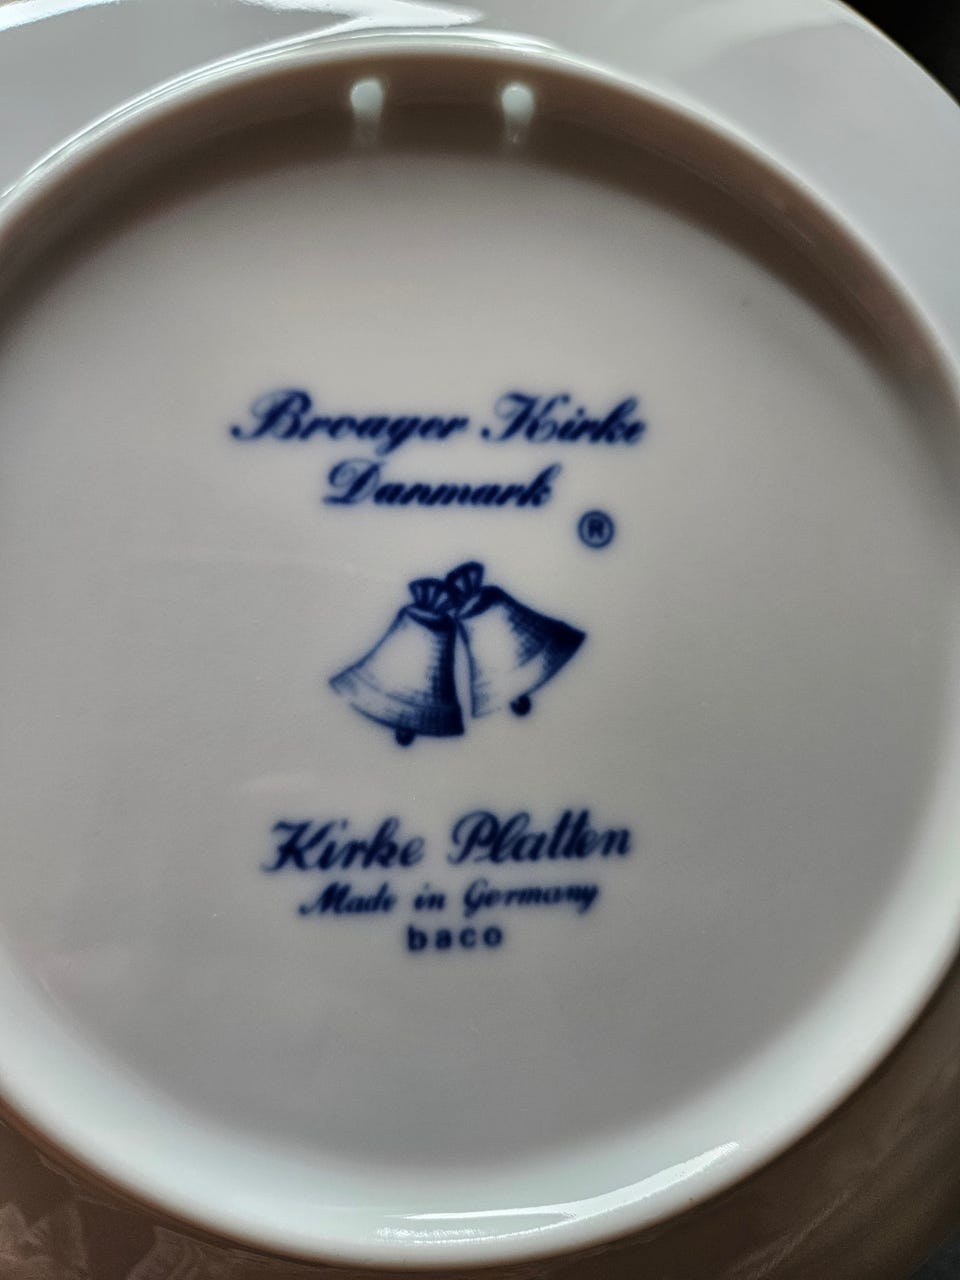 Broager Kirke
Danmark
®
Kirke Platten
Made in Germany
baco